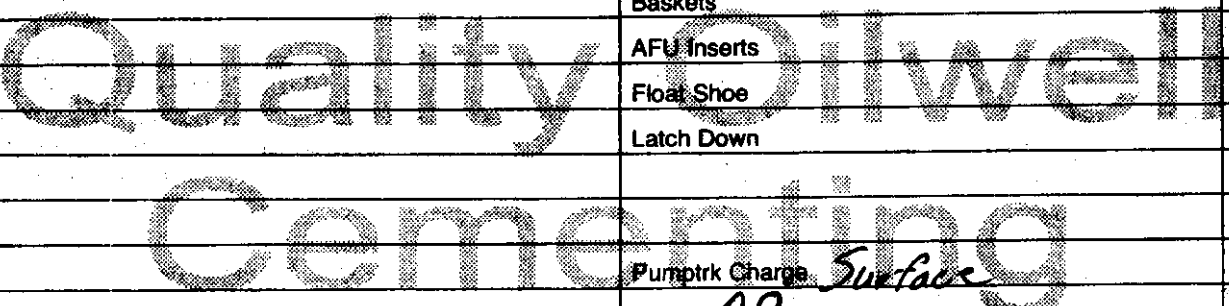 Baskets
AFU Inserts
Quality Oilwell
Float Shoe
Latch Down
Cementing
Pumptrk Charge Surface